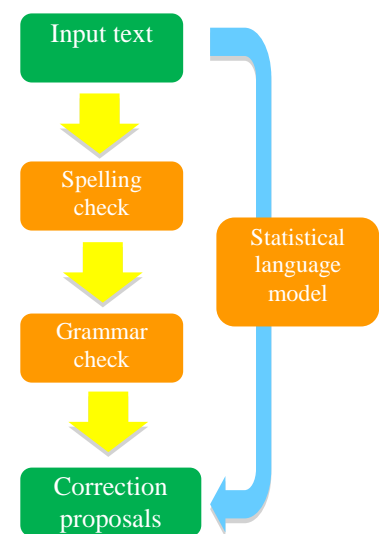 Input text
Spelling
check
Statistical
language
model
Grammar
check
Correction
proposals